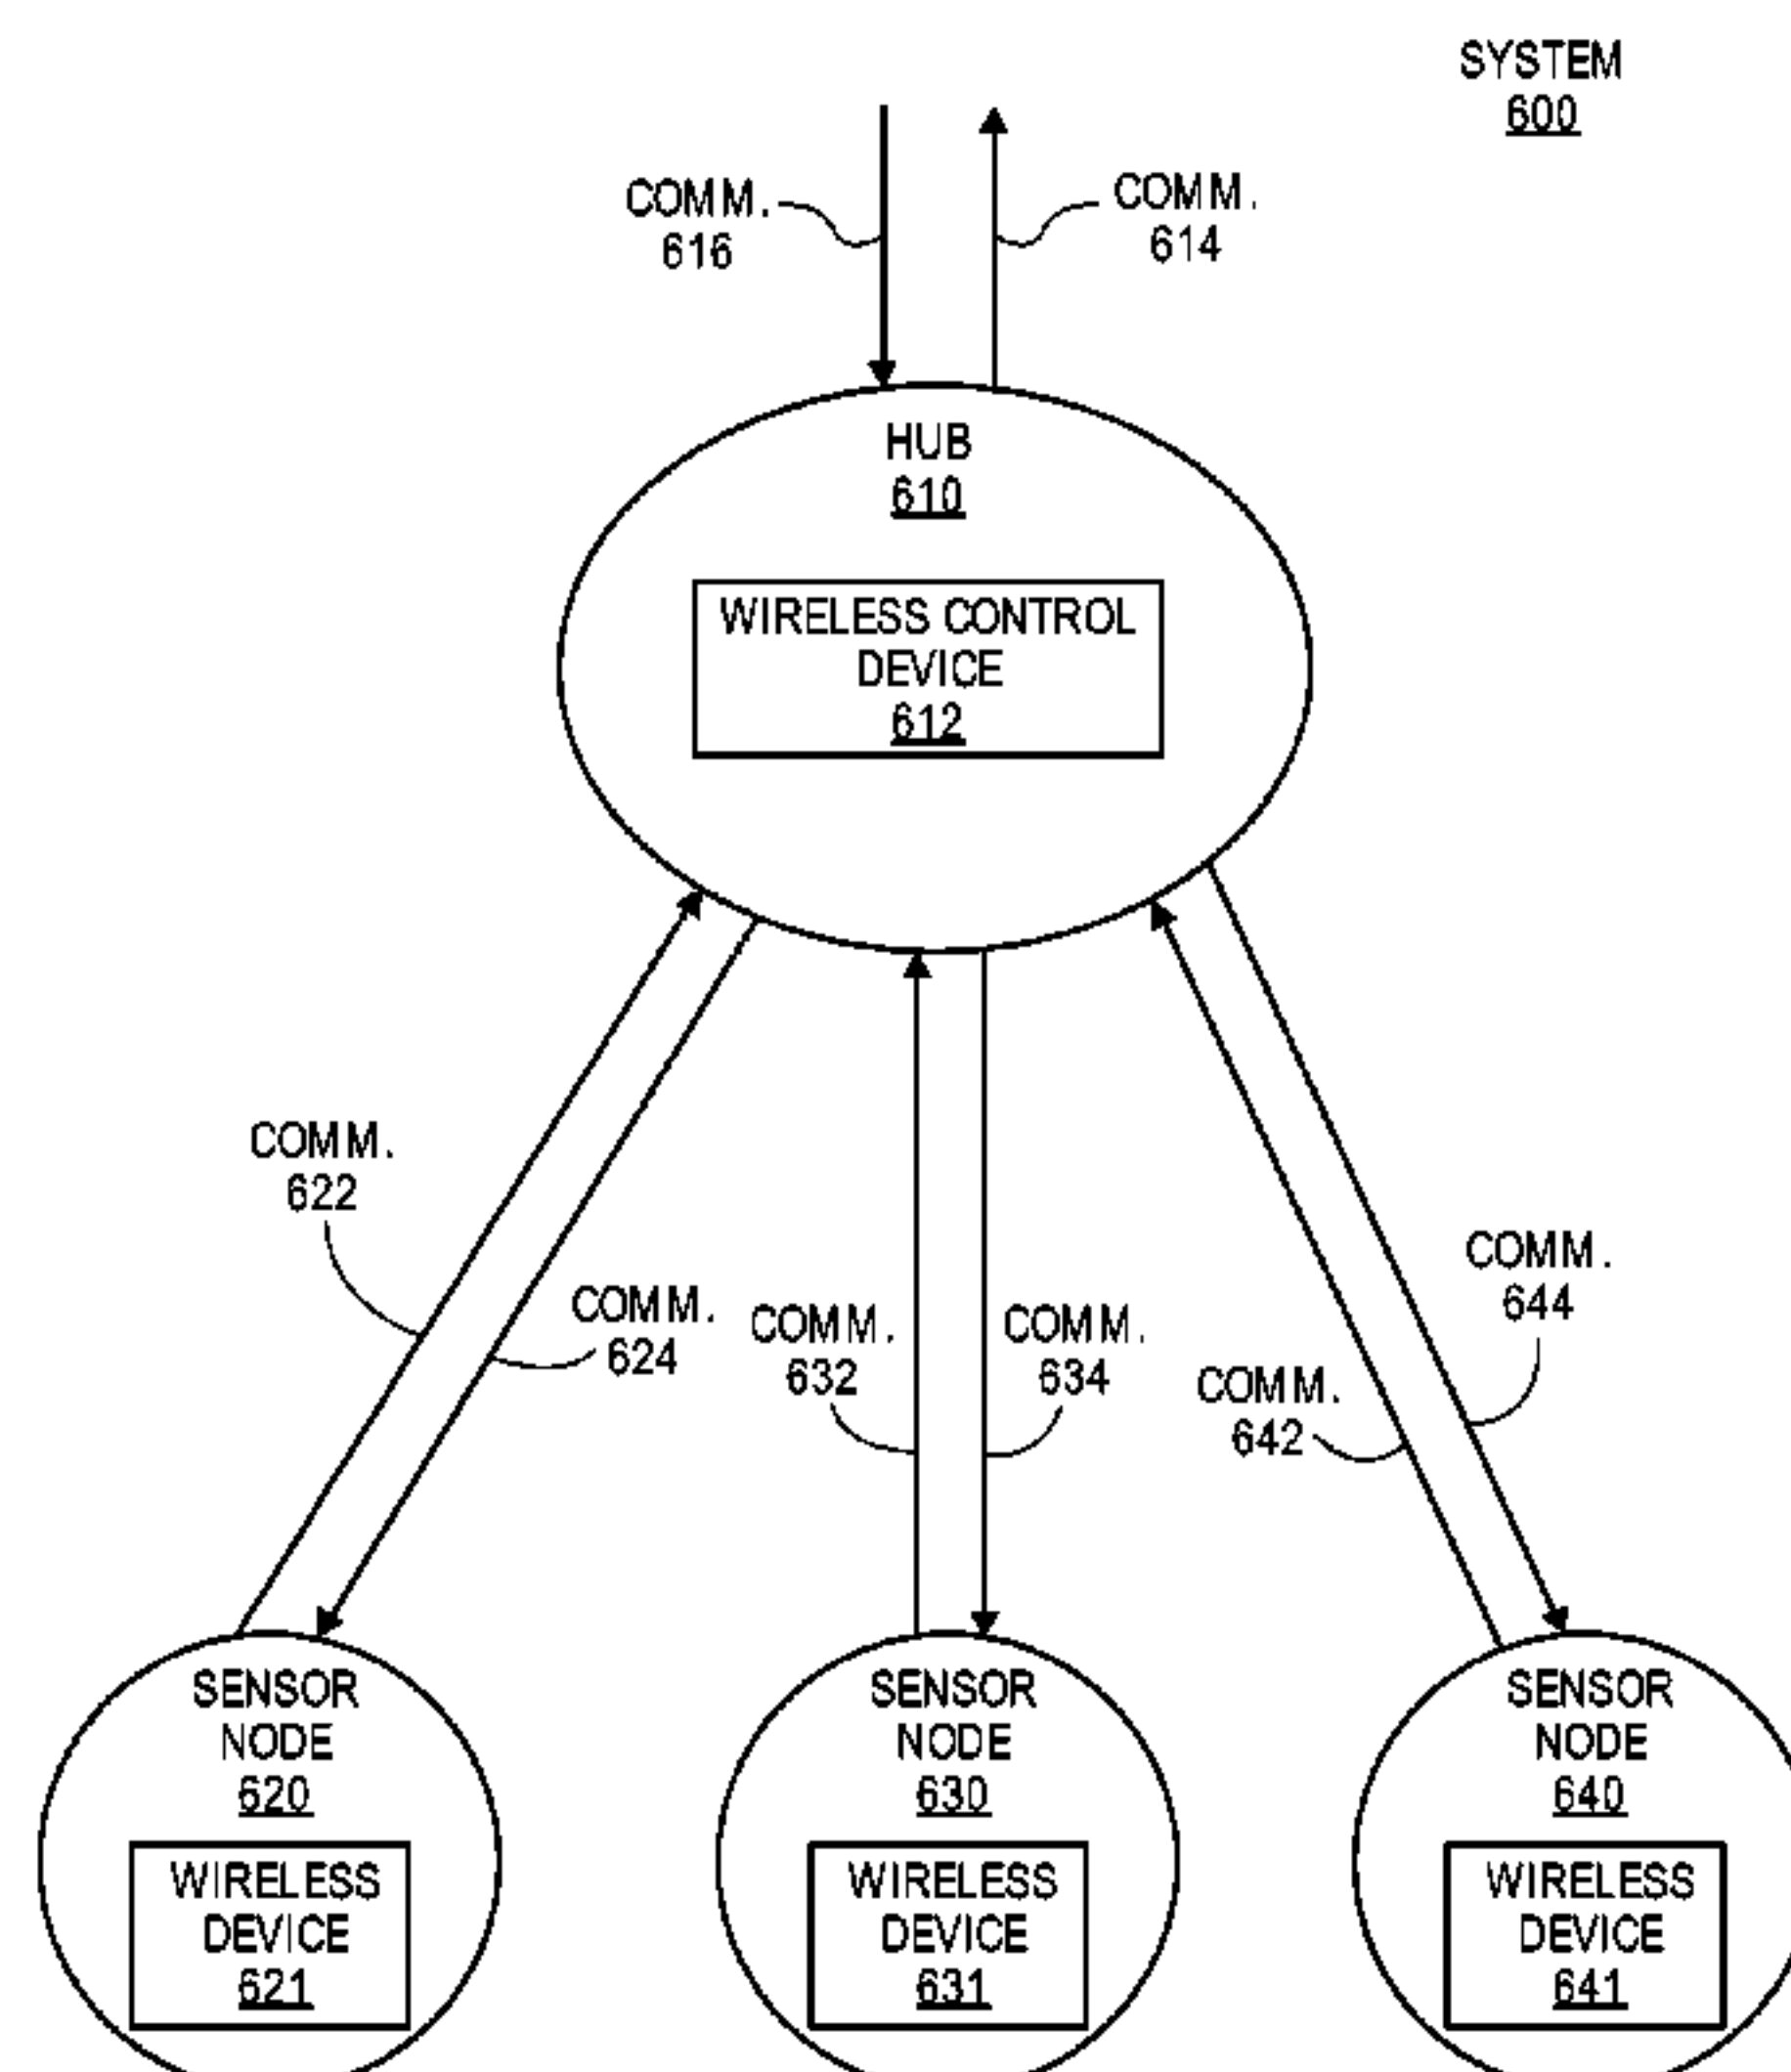 SYSTEM
600
COMM.
616
COMM.
614
HUB
610
WIRELESS CONTROL
DEVICE
612
COMM.
622
COMM.
624
COMM.
632
COMM.
634
COMM.
642
COMM.
644
SENSOR
NODE
620
WIRELESS
DEVICE
621
SENSOR
NODE
630
WIRELESS
DEVICE
631
SENSOR
NODE
640
WIRELESS
DEVICE
641